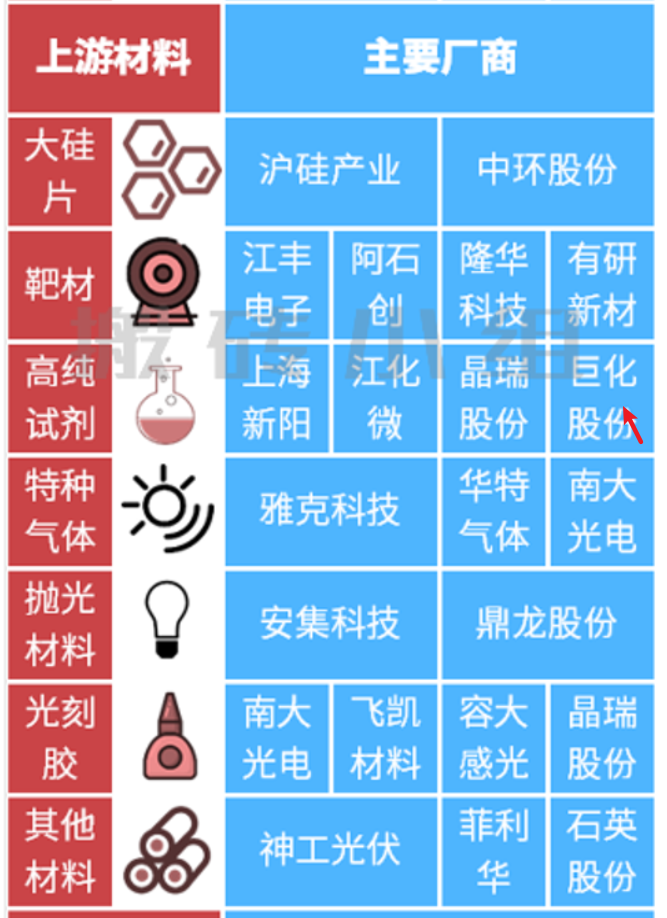 上游材料
主要厂商
大硅
片
沪硅产业
中环股份
靶材
江丰
电子
阿石
创
隆华
科技
有研
新材
高纯
试剂
上海
新阳
江化
微
晶瑞
股份
巨化
股份
特种
气体
雅克科技
华特
气体
南大
光电
抛光
材料
安集科技
鼎龙股份
光刻
胶
南大
光电
飞凯
材料
容大
感光
晶瑞
股份
其他
材料
神工光伏
菲利
华
石英
股份
搬砖小组